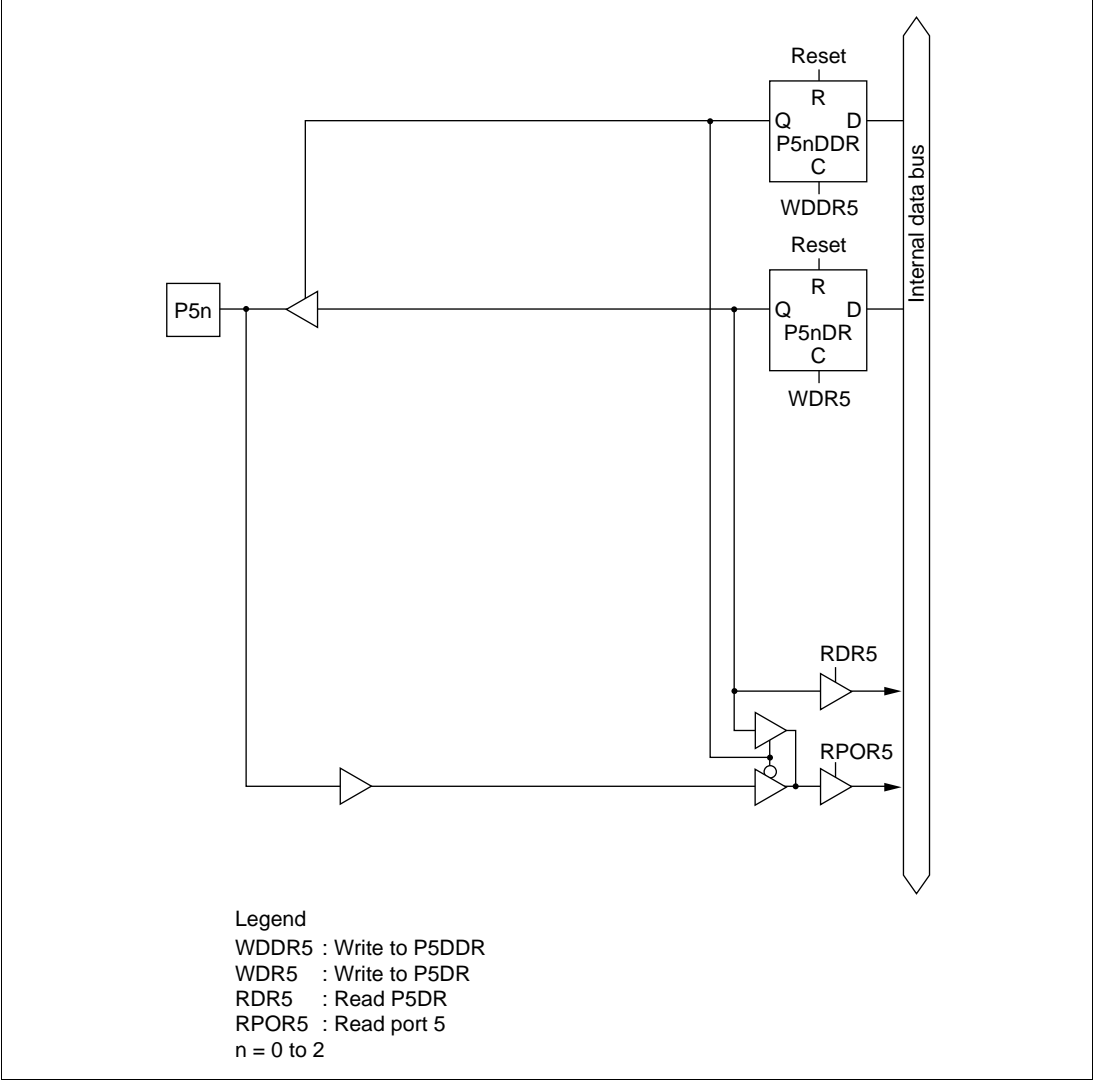 Reset
R
Q D
P5nDDR
C
WDDR5
Internal data bus
Reset
R
P5n
Q D
P5nDR
C
WDR5
RDR5
RPOR5
Legend
WDDR5 : Write to P5DDR
WDR5 : Write to P5DR
RDR5 : Read P5DR
RPOR5 : Read port 5
n = 0 to 2